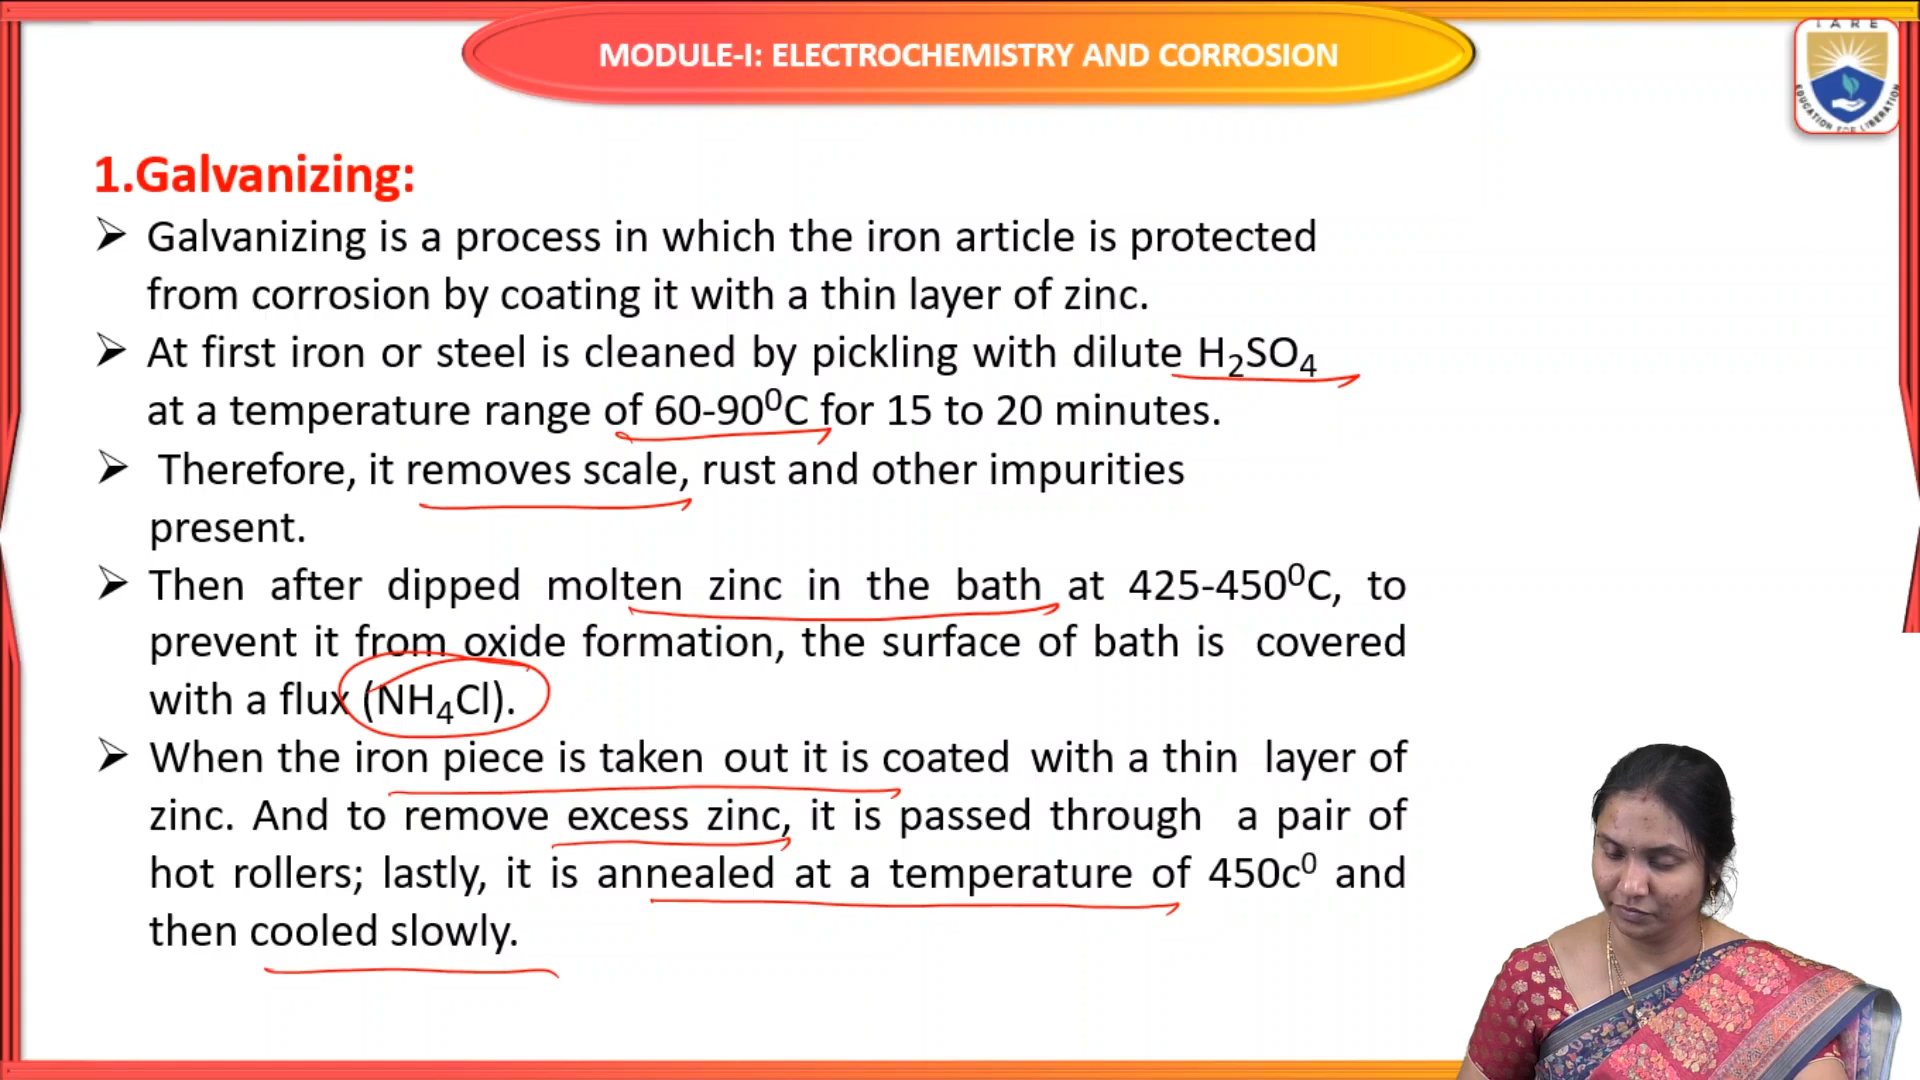 IARE
MODULE-I: ELECTROCHEMISTRY AND CORROSION
EDUCATION FOR LIBERATION
1.Galvanizing:
➢ Galvanizing is a process in which the iron article is protected
from corrosion by coating it with a thin layer of zinc.
➢ At first iron or steel is cleaned by pickling with dilute H₂SO₄
at a temperature range of 60-90⁰C for 15 to 20 minutes.
➢ Therefore, it removes scale, rust and other impurities
present.
➢ Then after dipped molten zinc in the bath at 425-450⁰C, to
prevent it from oxide formation, the surface of bath is covered
with a flux (NH₄Cl).
➢ When the iron piece is taken out it is coated with a thin layer of
zinc. And to remove excess zinc, it is passed through a pair of
hot rollers; lastly, it is annealed at a temperature of 450c⁰ and
then cooled slowly.